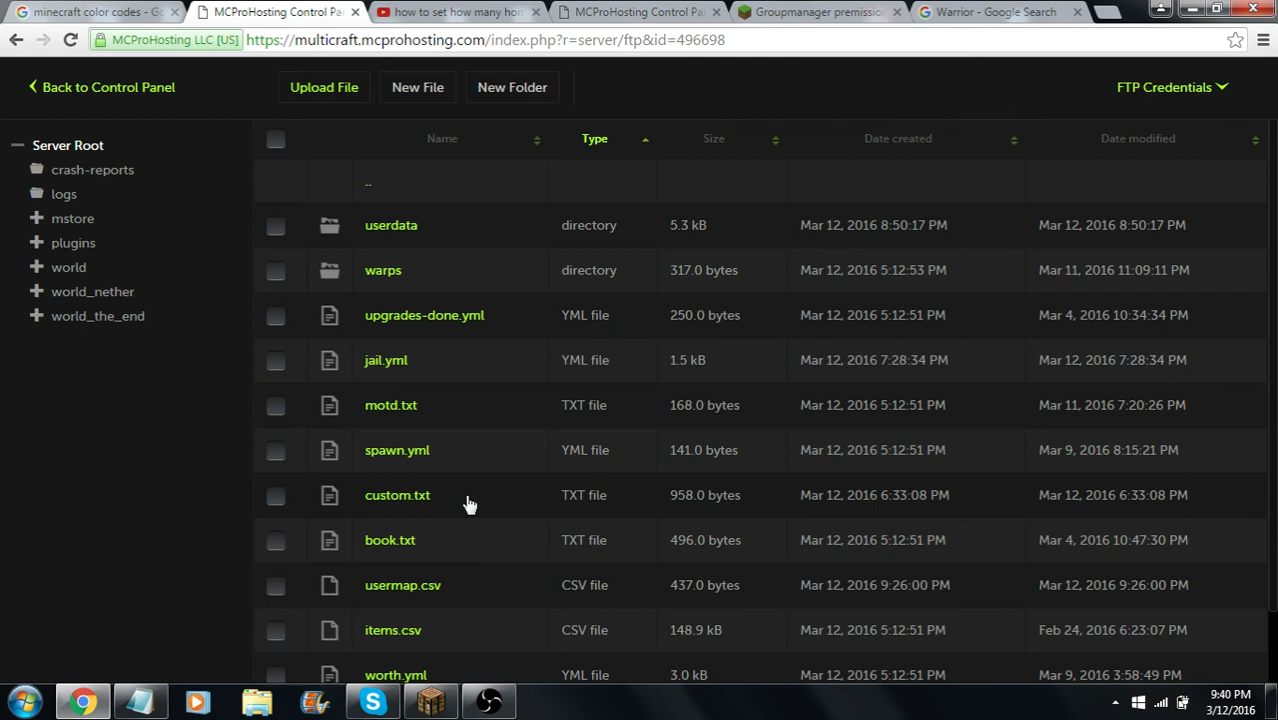 minecraft color codes - Go
MCProHosting Control Pan
how to set how many hom
MCProHosting Control Pan
Groupmanager premission
Warrior - Google Search
MCProHosting LLC [US]
https://multicraft.mcprohosting.com/index.php?r=server/ftp&id=496698
Back to Control Panel
Upload File
New File
New Folder
FTP Credentials
Server Root
crash-reports
logs
mstore
plugins
world
world_nether
world_the_end
Name Type Size Date created Date modified
..
userdata directory 5.3 kB Mar 12, 2016 8:50:17 PM Mar 12, 2016 8:50:17 PM
warps directory 317.0 bytes Mar 12, 2016 5:12:53 PM Mar 11, 2016 11:09:11 PM
upgrades-done.yml YML file 250.0 bytes Mar 12, 2016 5:12:51 PM Mar 4, 2016 10:34:34 PM
jail.yml YML file 1.5 kB Mar 12, 2016 7:28:34 PM Mar 12, 2016 7:28:34 PM
motd.txt TXT file 168.0 bytes Mar 12, 2016 5:12:51 PM Mar 11, 2016 7:20:26 PM
spawn.yml YML file 141.0 bytes Mar 12, 2016 5:12:51 PM Mar 9, 2016 8:15:21 PM
custom.txt TXT file 958.0 bytes Mar 12, 2016 6:33:08 PM Mar 12, 2016 6:33:08 PM
book.txt TXT file 496.0 bytes Mar 12, 2016 5:12:51 PM Mar 4, 2016 10:47:30 PM
usermap.csv CSV file 437.0 bytes Mar 12, 2016 9:26:00 PM Mar 12, 2016 9:26:00 PM
items.csv CSV file 148.9 kB Mar 12, 2016 5:12:51 PM Feb 24, 2016 6:23:07 PM
worth.yml YML file 3.0 kB Mar 12, 2016 5:12:51 PM Mar 9, 2016 3:58:49 PM
9:40 PM
3/12/2016